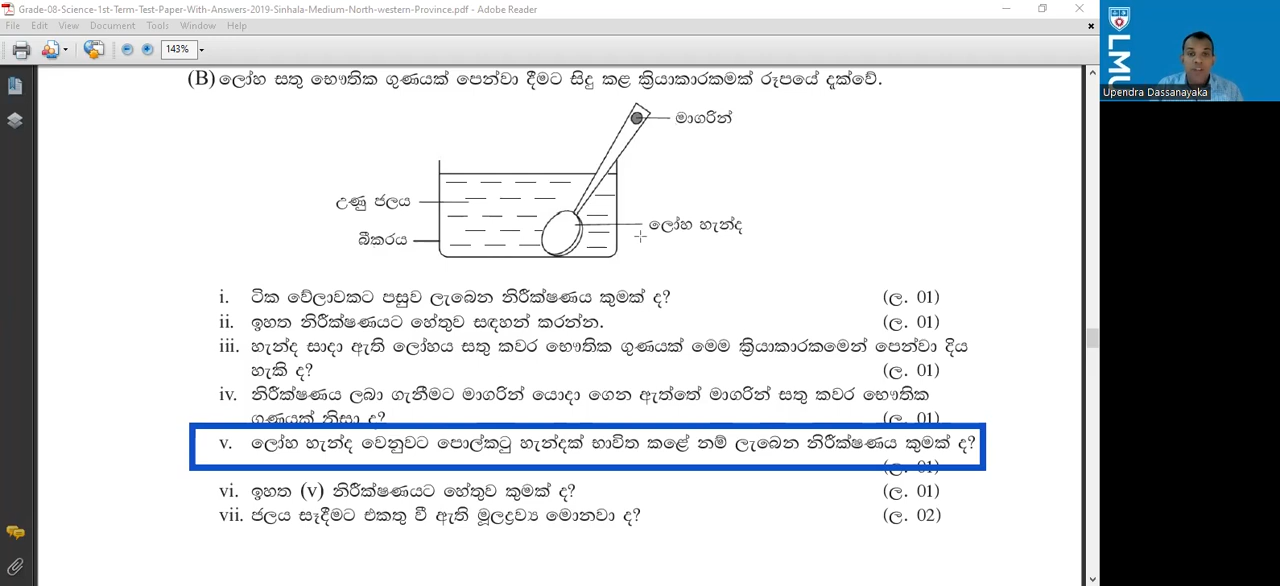 Grade-08-Science-1st-Term-Test-Paper-With-Answers-2019-Sinhala-Medium-North-western-Province.pdf - Adobe Reader
File Edit View Document Tools Window Help
143%
LMU
Upendra Dassanayaka
(B) ලෝහ සතු භෞතික ගුණයක් පෙන්වා දීමට සිදු කළ ක්‍රියාකාරකමක් රූපයේ දැක්වේ.
මාගරින්
උණු ජලය
ලෝහ හැන්ද
බීකරය
i. ටික වේලාවකට පසුව ලැබෙන නිරීක්ෂණය කුමක් ද? (ල. 01)
ii. ඉහත නිරීක්ෂණයට හේතුව සඳහන් කරන්න. (ල. 01)
iii. හැන්ද සාදා ඇති ලෝහය සතු කවර භෞතික ගුණයක් මෙම ක්‍රියාකාරකමෙන් පෙන්වා දිය
හැකි ද? (ල. 01)
iv. නිරීක්ෂණය ලබා ගැනීමට මාගරින් යොදා ගෙන ඇත්තේ මාගරින් සතු කවර භෞතික
ගුණයක් නිසා ද? (ල. 01)
v. ලෝහ හැන්ද වෙනුවට පොල්කටු හැන්දක් භාවිත කළේ නම් ලැබෙන නිරීක්ෂණය කුමක් ද?
(ල. 01)
vi. ඉහත (v) නිරීක්ෂණයට හේතුව කුමක් ද? (ල. 01)
vii. ජලය සෑදීමට එකතු වී ඇති මූලද්‍රව්‍ය මොනවා ද? (ල. 02)